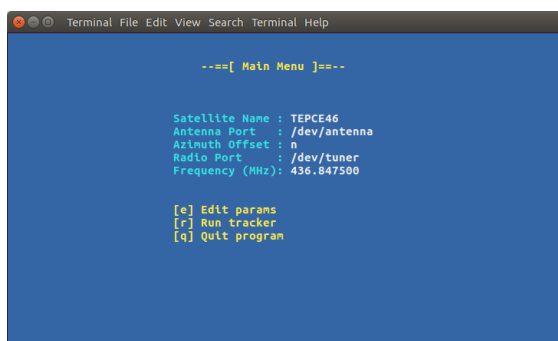 Terminal File Edit View Search Terminal Help
--==[ Main Menu ]==--
Satellite Name : TEPCE46
Antenna Port   : /dev/antenna
Azimuth Offset : n
Radio Port     : /dev/tuner
Frequency (MHz): 436.847500
[e] Edit params
[r] Run tracker
[q] Quit program